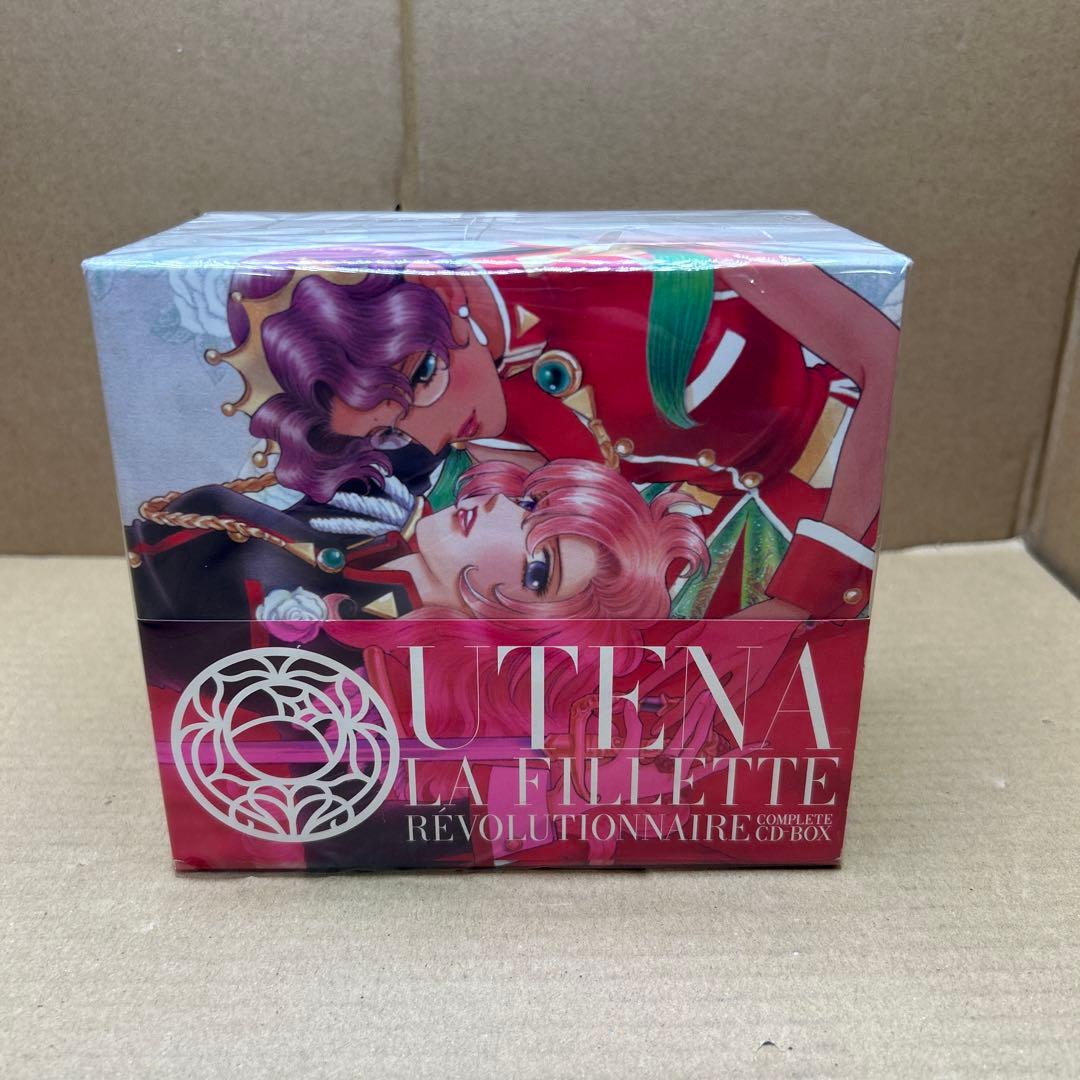 UTENA
LA FILLETTE
RÉVOLUTIONNAIRE COMPLETE CD-BOX